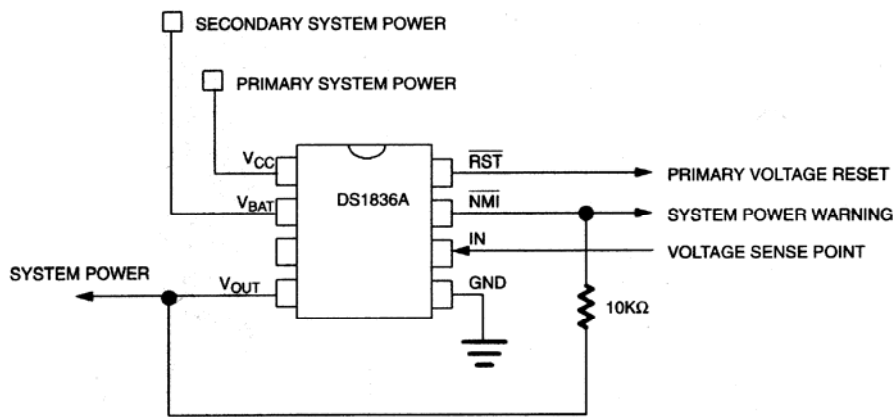 SECONDARY SYSTEM POWER
PRIMARY SYSTEM POWER
VCC
RST
PRIMARY VOLTAGE RESET
DS1836A
VBAT
NMI
SYSTEM POWER WARNING
IN
VOLTAGE SENSE POINT
SYSTEM POWER
VOUT
GND
10KΩ